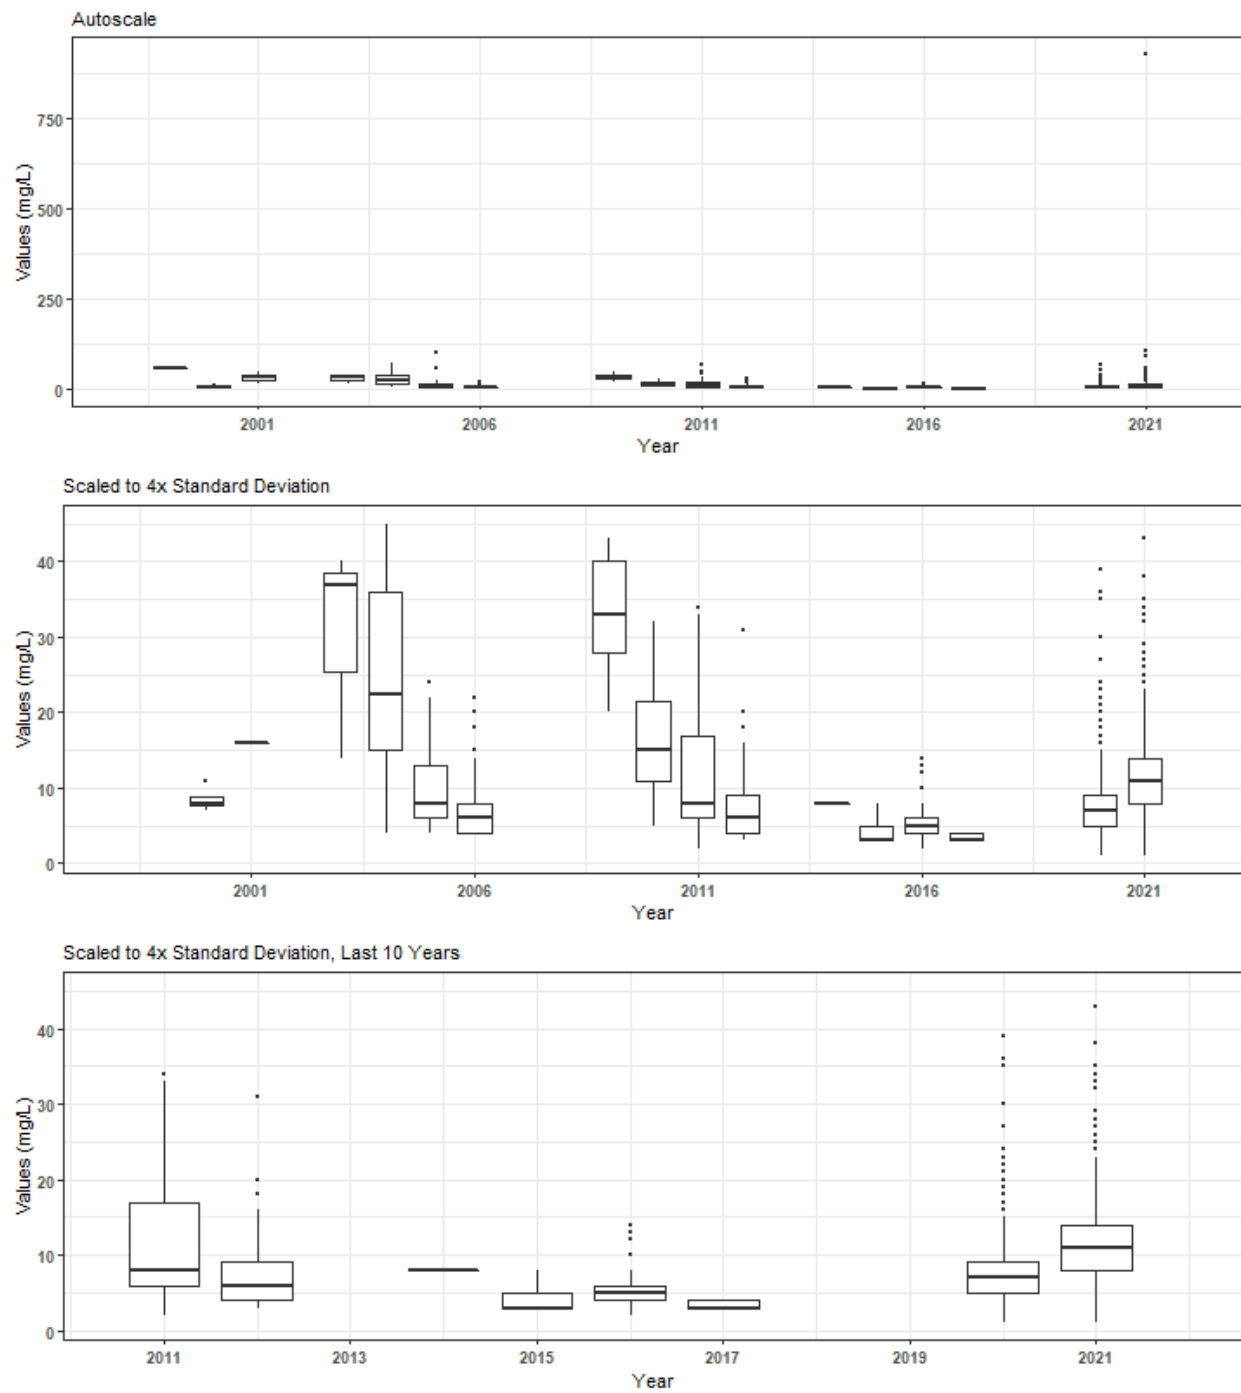 Autoscale
Values (mg/L)
750
500
250
0
2001 2006 2011 2016 2021
Year
Scaled to 4x Standard Deviation
Values (mg/L)
40
30
20
10
0
2001 2006 2011 2016 2021
Year
Scaled to 4x Standard Deviation, Last 10 Years
Values (mg/L)
40
30
20
10
0
2011 2013 2015 2017 2019 2021
Year